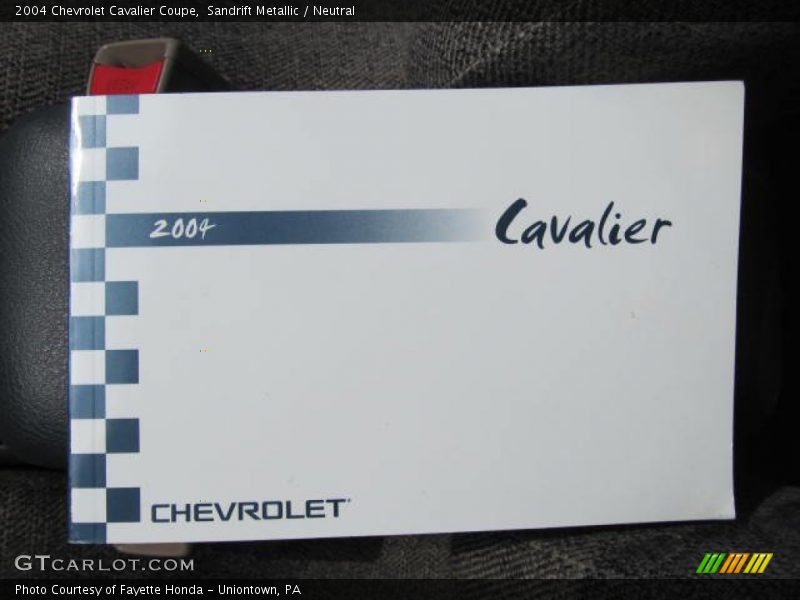 2004 Chevrolet Cavalier Coupe,  Sandrift Metallic / Neutral
2004
Cavalier
CHEVROLET
GTCARLOT.COM
Photo Courtesy of Fayette Honda - Uniontown, PA